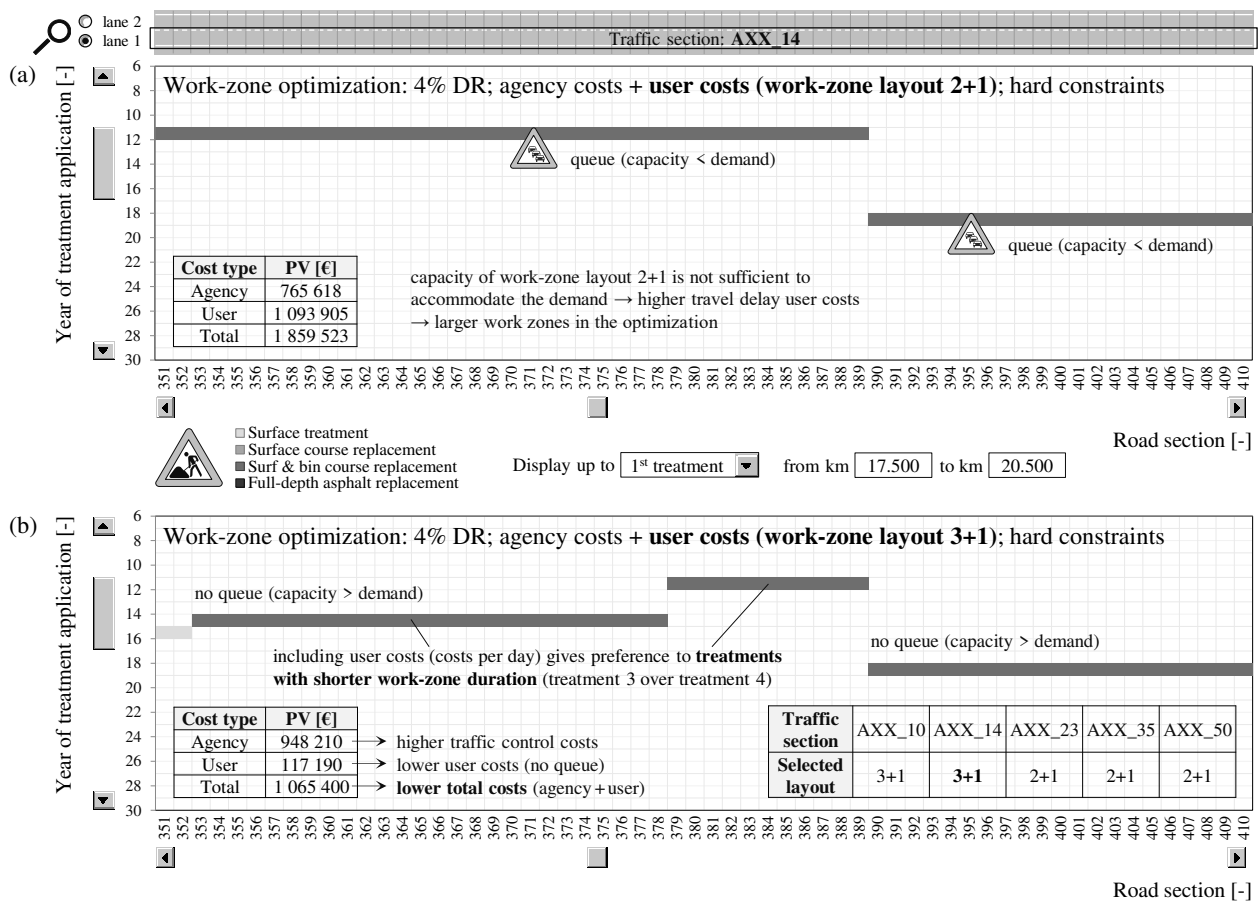 lane 2
lane 1
Traffic section: AXX_14
(a)
Year of treatment application [-]
6
8
10
12
14
16
18
20
22
24
26
28
30
Work-zone optimization: 4% DR; agency costs + user costs (work-zone layout 2+1); hard constraints
queue (capacity < demand)
queue (capacity < demand)
Cost type PV [€]
Agency 765 618
User 1 093 905
Total 1 859 523
capacity of work-zone layout 2+1 is not sufficient to
accommodate the demand → higher travel delay user costs
→ larger work zones in the optimization
351 352 353 354 355 356 357 358 359 360 361 362 363 364 365 366 367 368 369 370 371 372 373 374 375 376 377 378 379 380 381 382 383 384 385 386 387 388 389 390 391 392 393 394 395 396 397 398 399 400 401 402 403 404 405 406 407 408 409 410
Road section [-]
Surface treatment
Surface course replacement
Surf & bin course replacement
Full-depth asphalt replacement
Display up to 1st treatment from km 17.500 to km 20.500
(b)
Year of treatment application [-]
6
8
10
12
14
16
18
20
22
24
26
28
30
Work-zone optimization: 4% DR; agency costs + user costs (work-zone layout 3+1); hard constraints
no queue (capacity > demand)
no queue (capacity > demand)
including user costs (costs per day) gives preference to treatments
with shorter work-zone duration (treatment 3 over treatment 4)
Cost type PV [€]
Agency 948 210 → higher traffic control costs
User 117 190 → lower user costs (no queue)
Total 1 065 400 → lower total costs (agency+user)
Traffic section AXX_10 AXX_14 AXX_23 AXX_35 AXX_50
Selected layout 3+1 3+1 2+1 2+1 2+1
351 352 353 354 355 356 357 358 359 360 361 362 363 364 365 366 367 368 369 370 371 372 373 374 375 376 377 378 379 380 381 382 383 384 385 386 387 388 389 390 391 392 393 394 395 396 397 398 399 400 401 402 403 404 405 406 407 408 409 410
Road section [-]